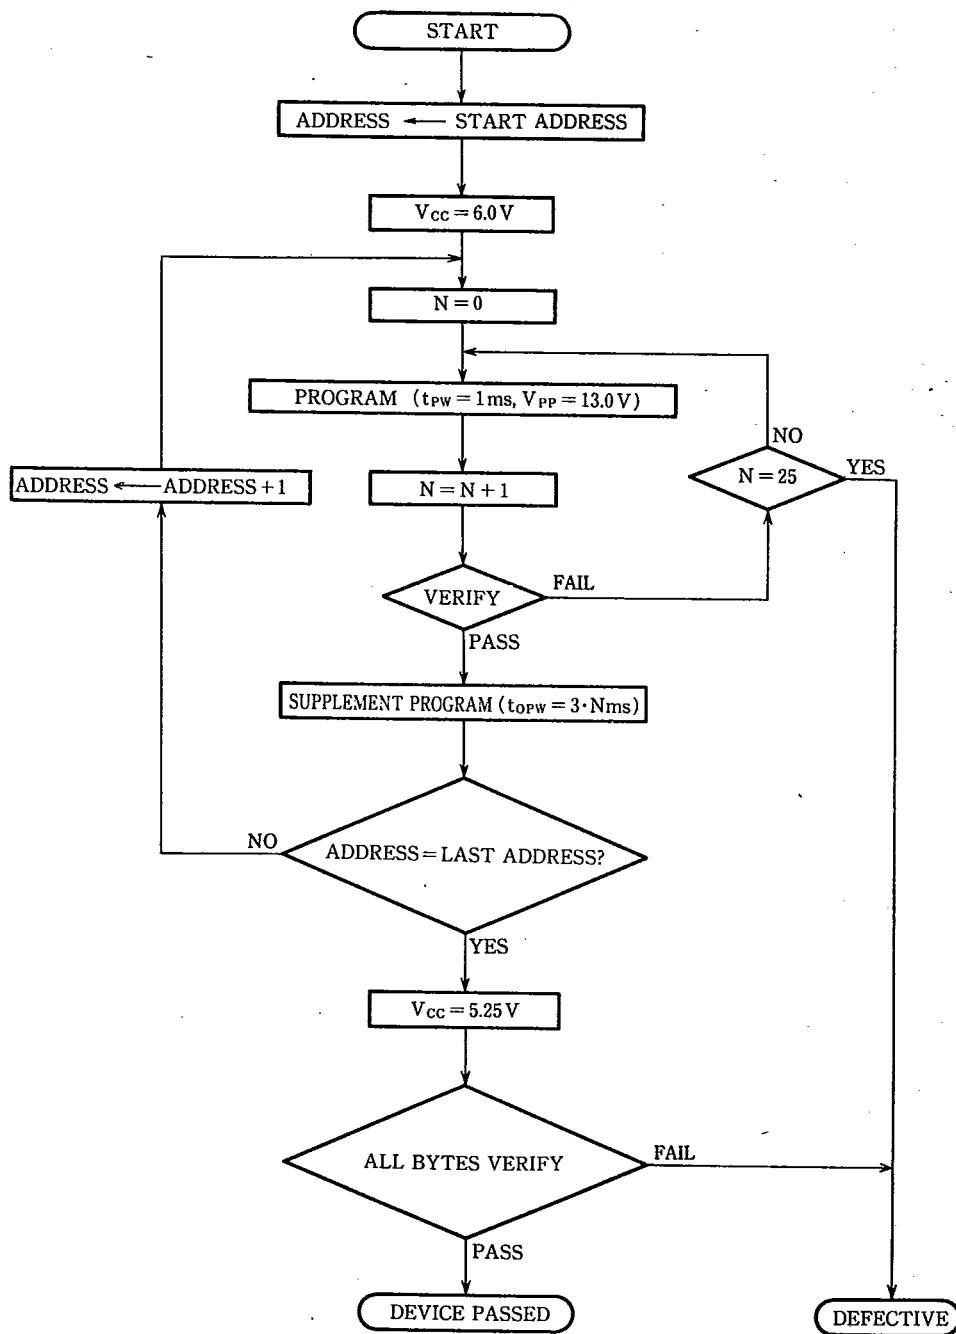 START
ADDRESS ← START ADDRESS
Vcc = 6.0 V
N = 0
PROGRAM (tPW = 1 ms, VPP = 13.0 V)
NO
ADDRESS ← ADDRESS + 1
N = N + 1
N = 25
YES
VERIFY
FAIL
PASS
SUPPLEMENT PROGRAM (tOPW = 3·Nms)
NO
ADDRESS = LAST ADDRESS?
YES
Vcc = 5.25 V
ALL BYTES VERIFY
FAIL
PASS
DEVICE PASSED
DEFECTIVE